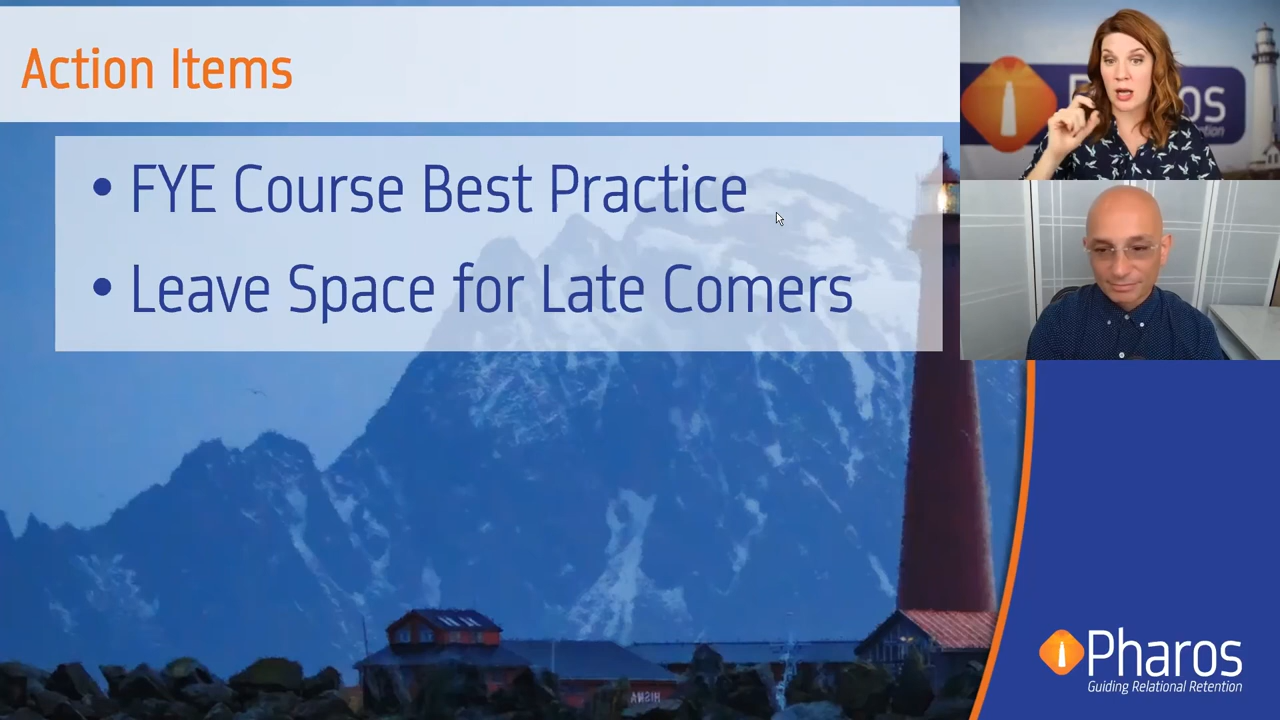 Action Items
• FYE Course Best Practice
• Leave Space for Late Comers
Pharos
Guiding Relational Retention